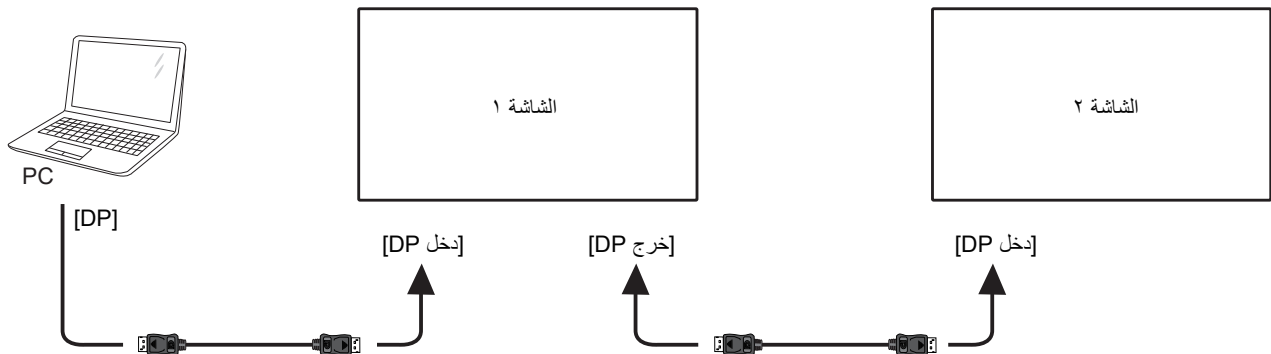 الشاشة ١
الشاشة ٢
PC
[DP]
[دخل DP]
[خرج DP]
[دخل DP]